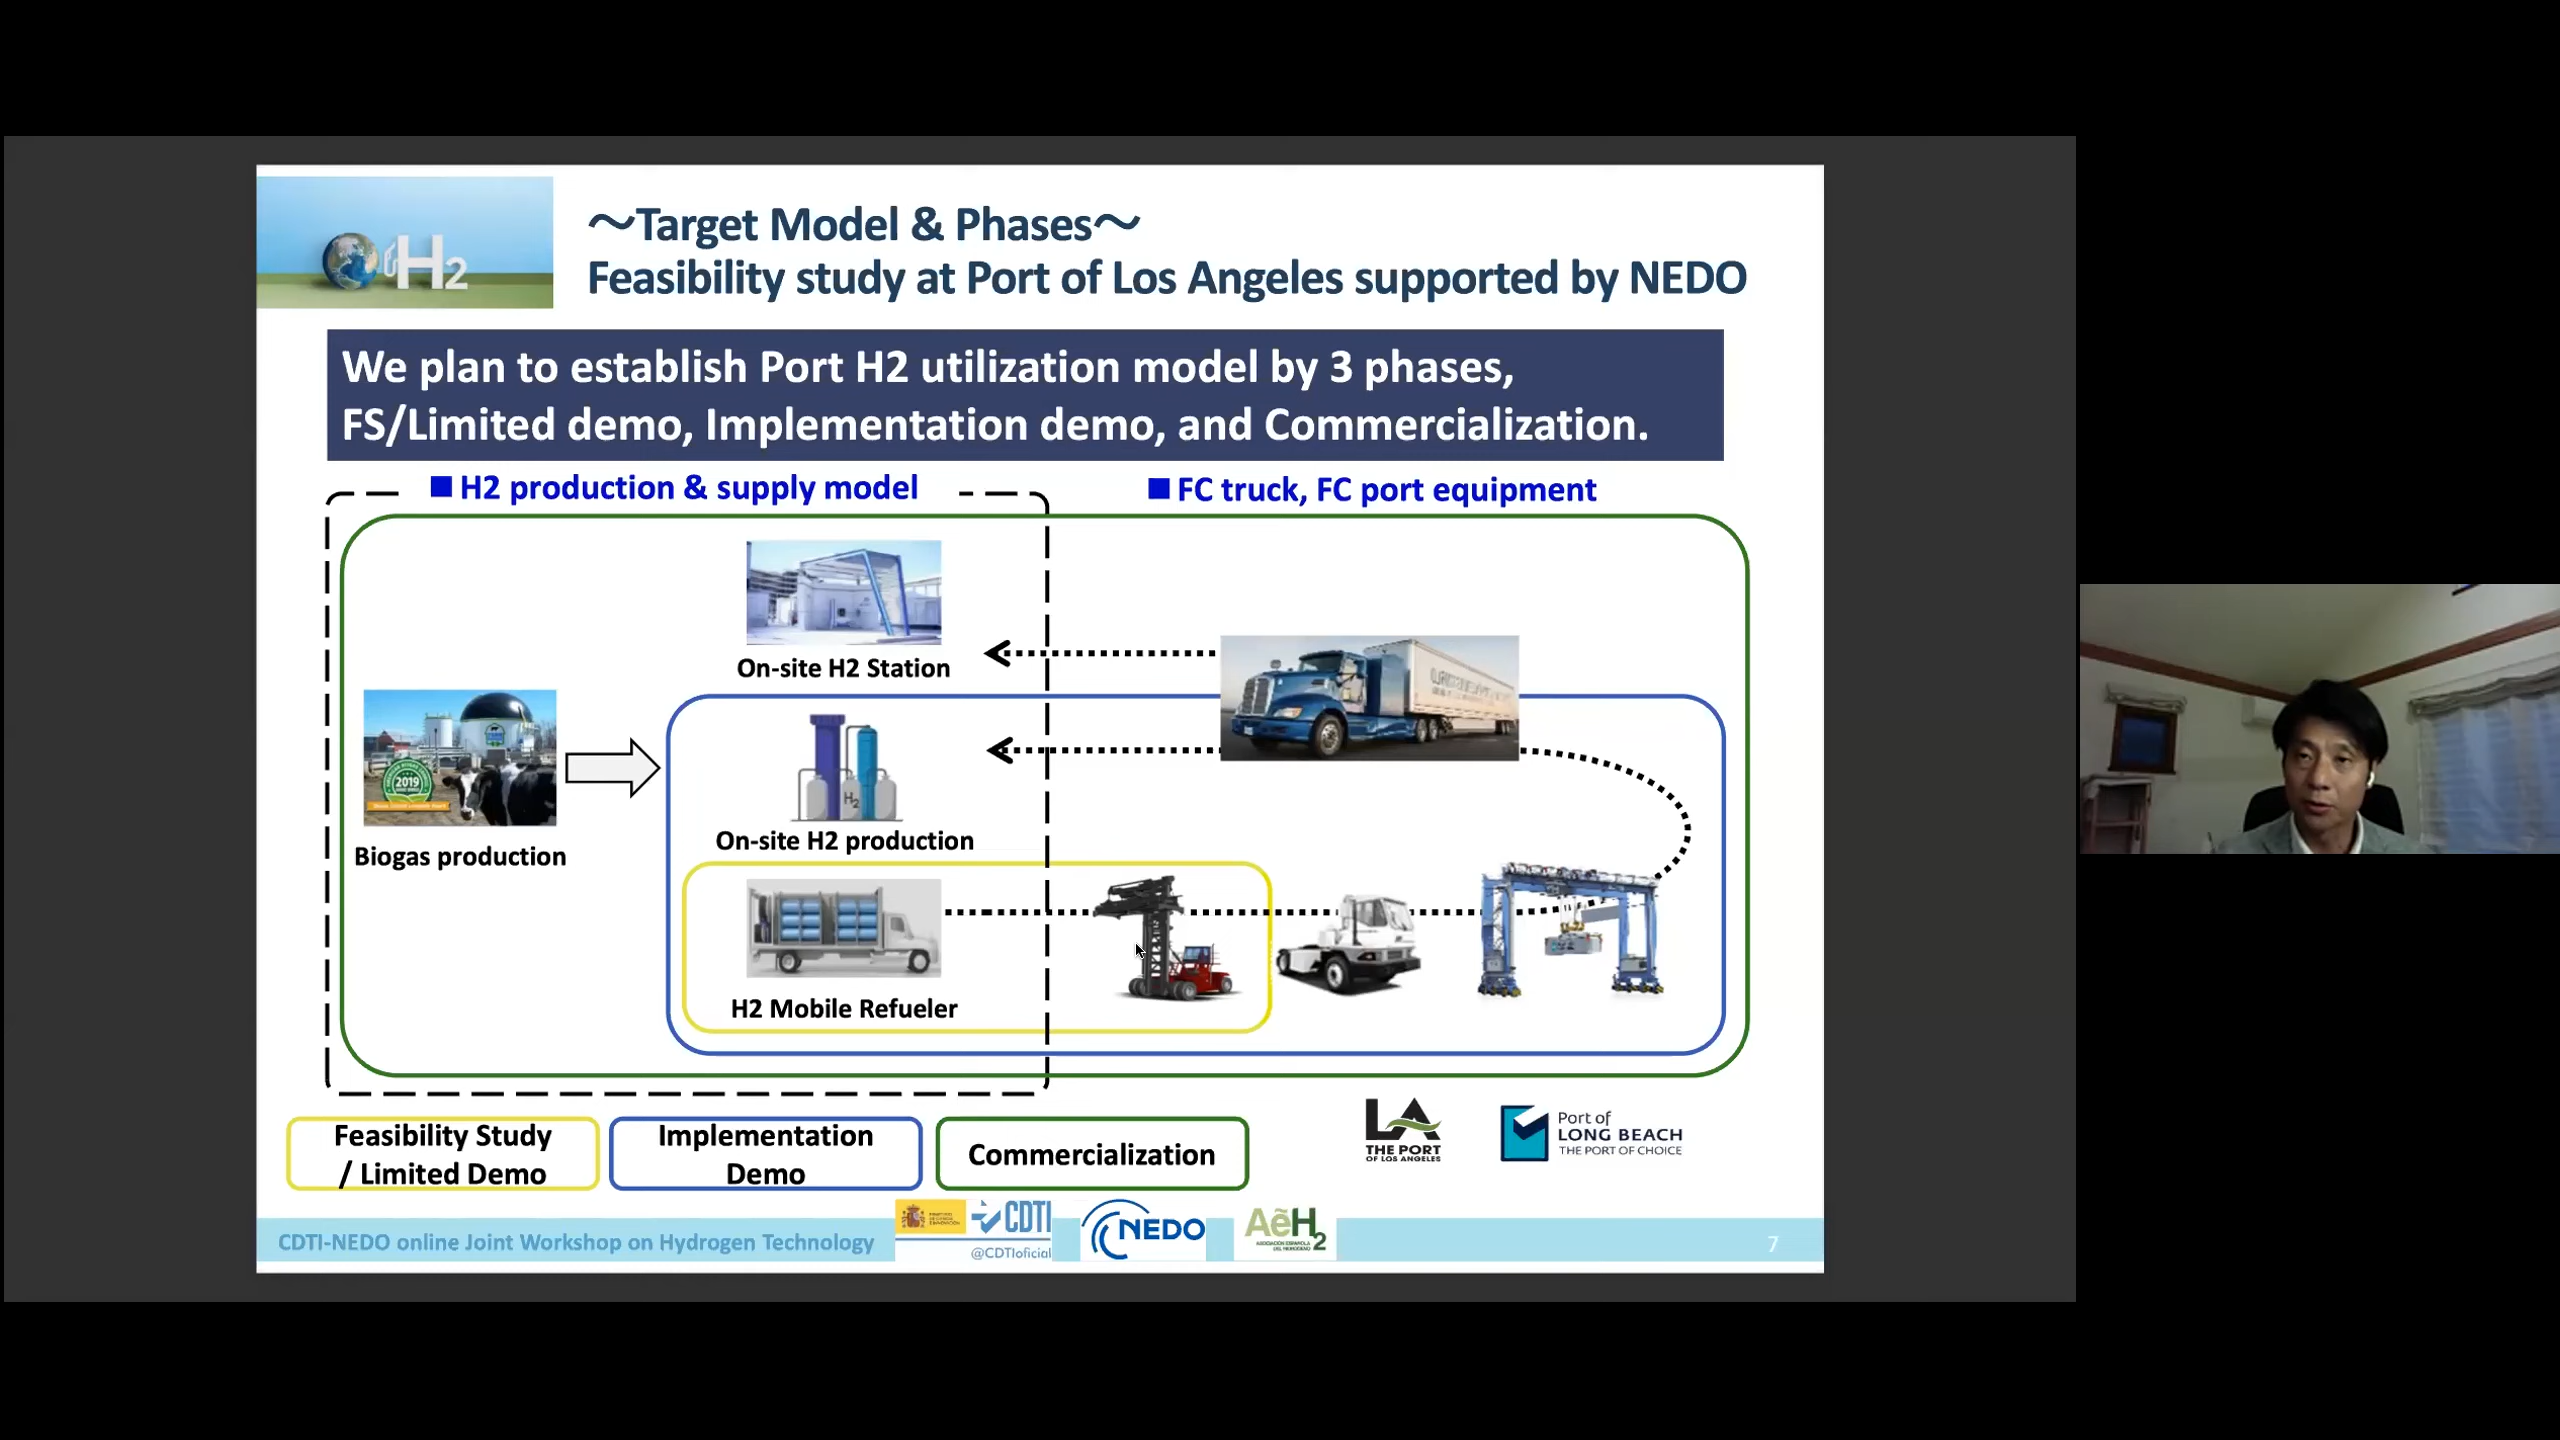 H2
～Target Model & Phases～
Feasibility study at Port of Los Angeles supported by NEDO
We plan to establish Port H2 utilization model by 3 phases,
FS/Limited demo, Implementation demo, and Commercialization.
■ H2 production & supply model
■ FC truck, FC port equipment
On-site H2 Station
2019
Biogas production
H2
On-site H2 production
H2 Mobile Refueler
Feasibility Study
/ Limited Demo
Implementation
Demo
Commercialization
LA
THE PORT
OF LOS ANGELES
Port of
LONG BEACH
THE PORT OF CHOICE
CDTI-NEDO online Joint Workshop on Hydrogen Technology
CDTI
@CDTIoficial
NEDO
AeH2
7